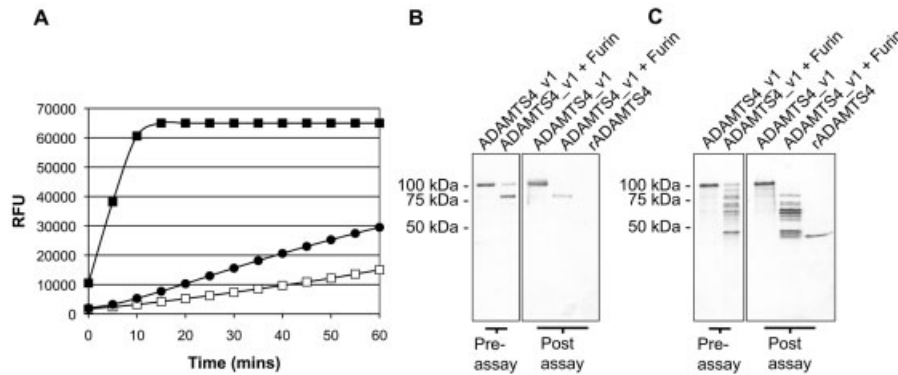 A
B
C
70000
60000
50000
40000
30000
20000
10000
0
RFU
0 10 20 30 40 50 60
Time (mins)
ADAMTS4_v1
ADAMTS4_v1 + Furin
ADAMTS4_v1
ADAMTS4_v1 + Furin
rADAMTS4
100 kDa -
75 kDa -
50 kDa -
Pre-
assay
Post
assay
ADAMTS4_v1
ADAMTS4_v1 + Furin
ADAMTS4_v1
ADAMTS4_v1 + Furin
rADAMTS4
100 kDa -
75 kDa -
50 kDa -
Pre-
assay
Post
assay